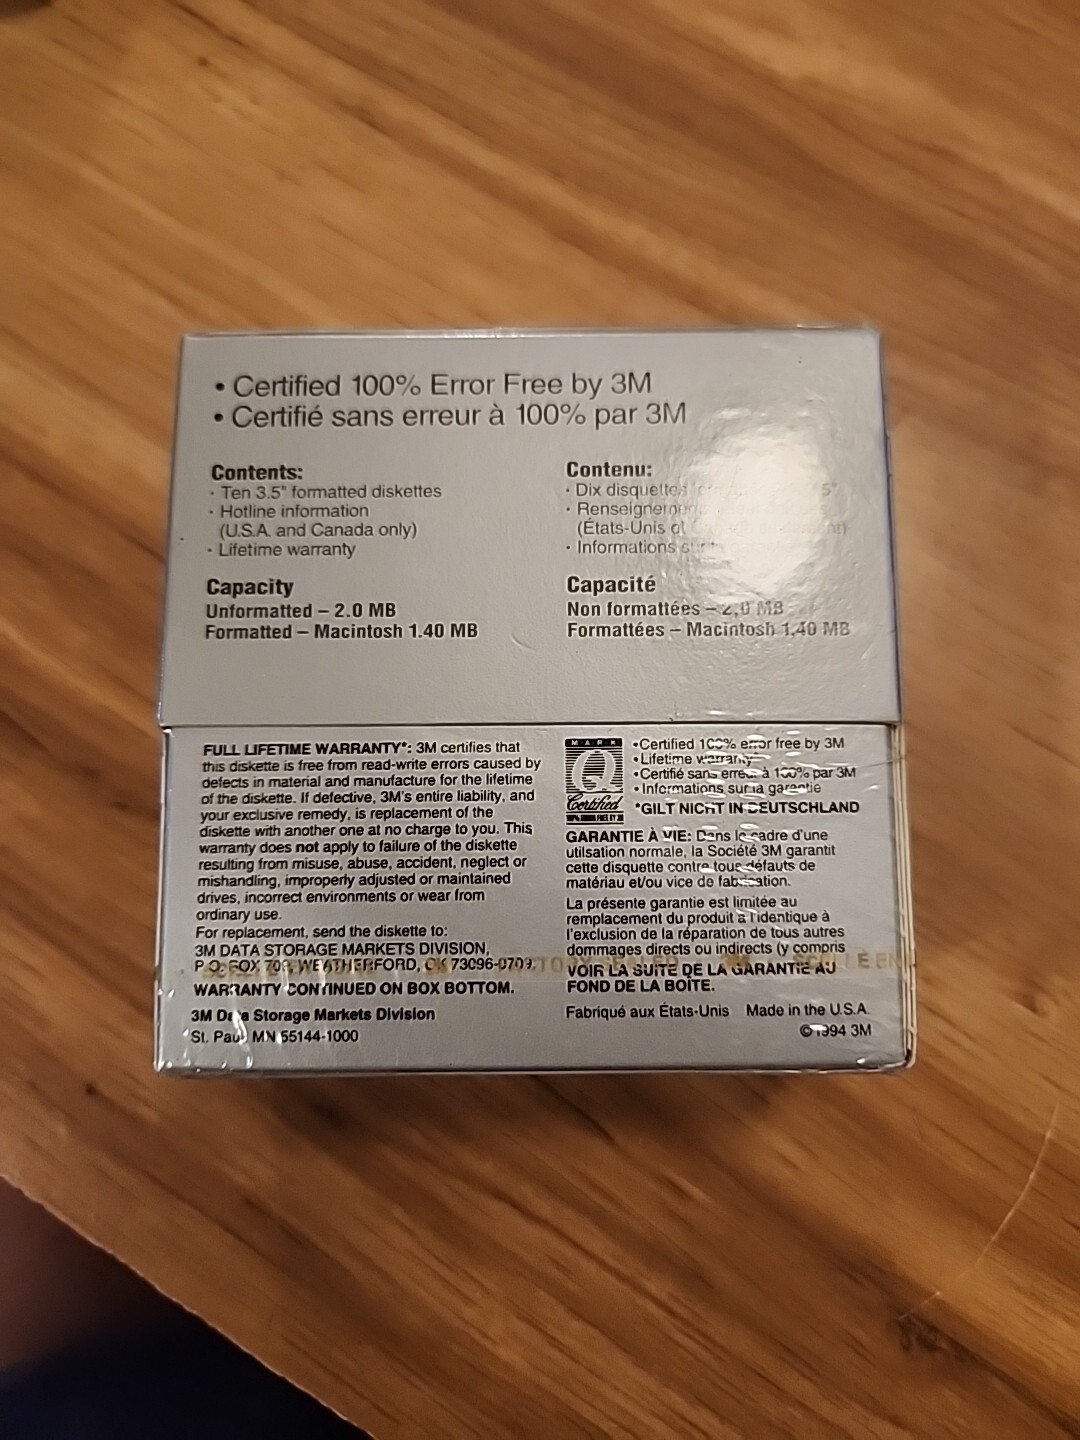 • Certified 100% Error Free by 3M
• Certifié sans erreur à 100% par 3M
Contents:
· Ten 3.5" formatted diskettes
· Hotline information
(U.S.A. and Canada only)
· Lifetime warranty
Capacity
Unformatted – 2.0 MB
Formatted – Macintosh 1.40 MB
Contenu:
· Dix disquettes 5"
·
(États-Unis
· Informations
Capacité
Non formattées – 2,0 MB
Formattées – Macintosh 1,40 MB
FULL LIFETIME WARRANTY*: 3M certifies that
this diskette is free from read-write errors caused by
defects in material and manufacture for the lifetime
of the diskette. If defective, 3M's entire liability, and
your exclusive remedy, is replacement of the
diskette with another one at no charge to you. This
warranty does not apply to failure of the diskette
resulting from misuse, abuse, accident, neglect or
mishandling, improperly adjusted or maintained
drives, incorrect environments or wear from
ordinary use.
For replacement, send the diskette to:
3M DATA STORAGE MARKETS DIVISION,
P.O. BOX 709, WEATHERFORD, OK 73096-0709.
WARRANTY CONTINUED ON BOX BOTTOM.
3M Data Storage Markets Division
St. Paul MN 55144-1000
MARK
Q
Certified
•Certified 100% error free by 3M
•Lifetime warranty
•Certifié sans erreur à 100% par 3M
•Informations sur la garantie
*GILT NICHT IN DEUTSCHLAND
GARANTIE À VIE: Dans le cadre d'une
utilsation normale, la Société 3M garantit
cette disquette contre tous défauts de
matériau et/ou vice de fabrication.
La présente garantie est limitée au
remplacement du produit à l'identique à
l'exclusion de la réparation de tous autres
dommages directs ou indirects (y compris
VOIR LA SUITE DE LA GARANTIE AU
FOND DE LA BOÎTE.
Fabriqué aux États-Unis Made in the U.S.A.
© 1994 3M